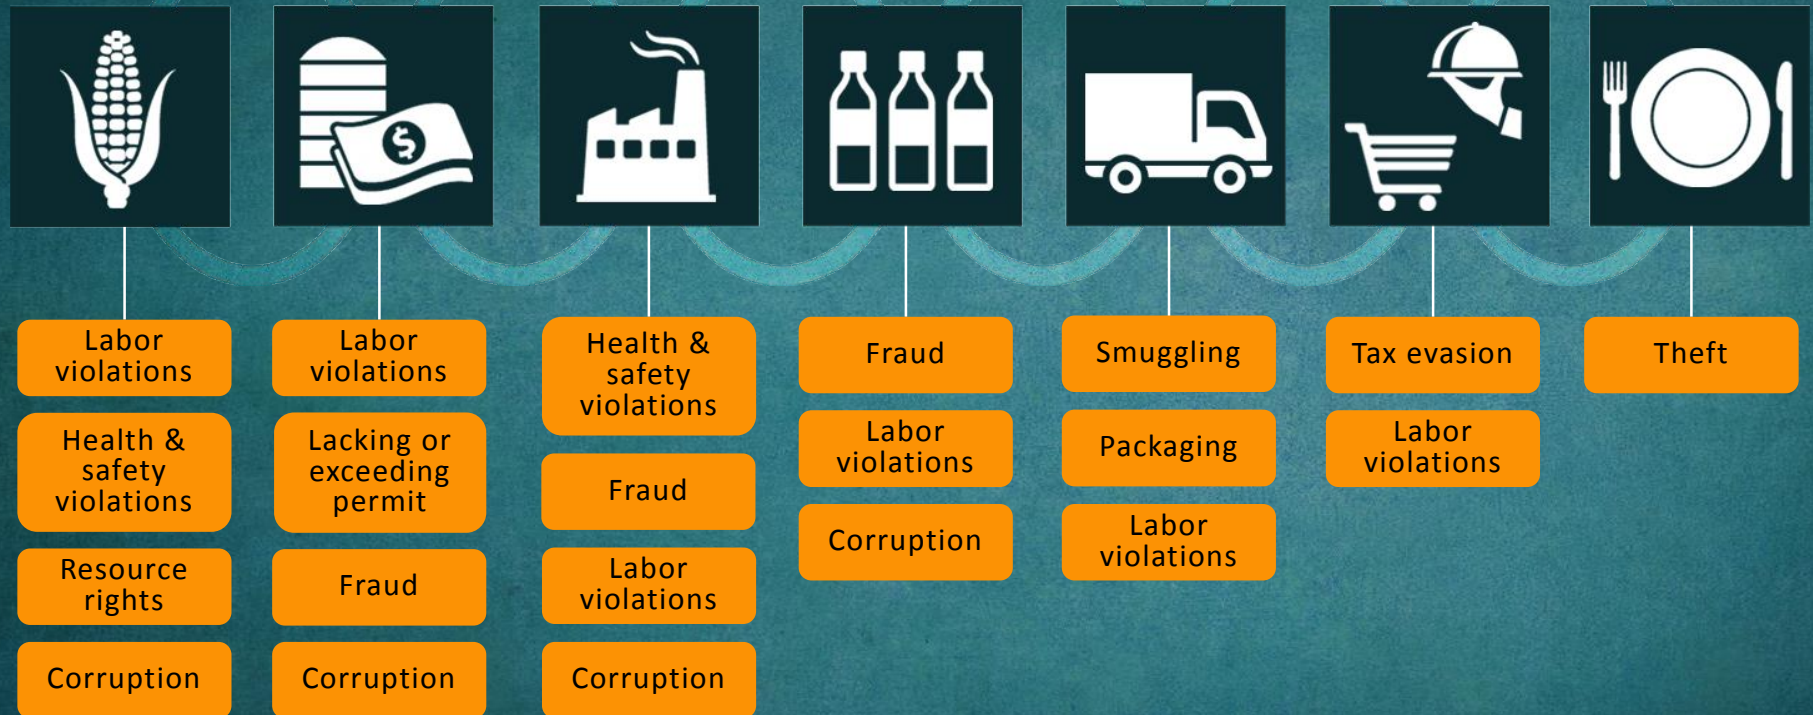 $
Labor
violations
Health &
safety
violations
Resource
rights
Corruption
Labor
violations
Lacking or
exceeding
permit
Fraud
Corruption
Health &
safety
violations
Fraud
Labor
violations
Corruption
Fraud
Labor
violations
Corruption
Smuggling
Packaging
Labor
violations
Tax evasion
Labor
violations
Theft